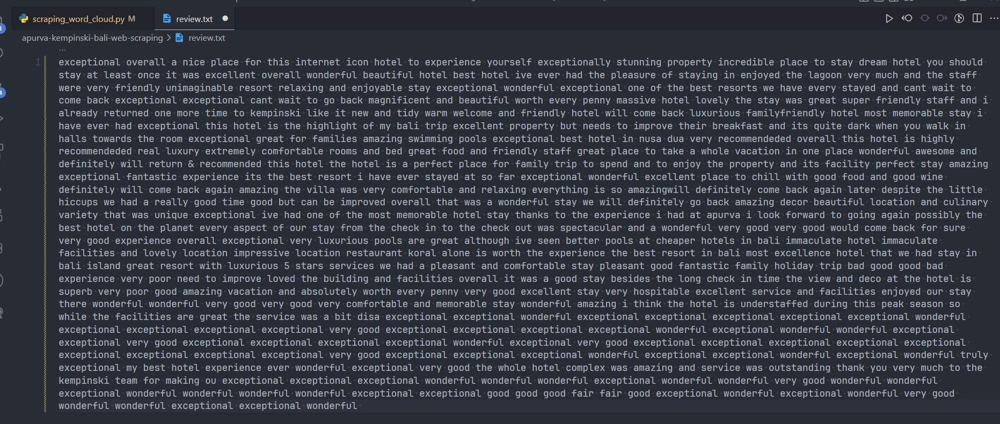 scraping_word_cloud.py M
review.txt
apurva-kempinski-bali-web-scraping > review.txt
...
1
exceptional overall a nice place for this internet icon hotel to experience yourself exceptionally stunning property incredible place to stay dream hotel you should
stay at least once it was excellent overall wonderful beautiful hotel best hotel ive ever had the pleasure of staying in enjoyed the lagoon very much and the staff
were very friendly unimaginable resort relaxing and enjoyable stay exceptional wonderful exceptional one of the best resorts we have every stayed and cant wait to
come back exceptional exceptional cant wait to go back magnificent and beautiful worth every penny massive hotel lovely the stay was great super friendly staff and i
already returned one more time to kempinski like it new and tidy warm welcome and friendly hotel will come back luxurious familyfriendly hotel most memorable stay i
have ever had exceptional this hotel is the highlight of my bali trip excellent property but needs to improve their breakfast and its quite dark when you walk in
halls towards the room exceptional great for families amazing swimming pools exceptional best hotel in nusa dua very recommendeded overall this hotel is highly
recommendeded real luxury extremely comfortable rooms and bed great food and friendly staff great place to take a whole vacation in one place wonderful awesome and
definitely will return & recommended this hotel the hotel is a perfect place for family trip to spend and to enjoy the property and its facility perfect stay amazing
exceptional fantastic experience its the best resort i have ever stayed at so far exceptional wonderful excellent place to chill with good food and good wine
definitely will come back again amazing the villa was very comfortable and relaxing everything is so amazingwill definitely come back again later despite the little
hiccups we had a really good time good but can be improved overall that was a wonderful stay we will definitely go back amazing decor beautiful location and culinary
variety that was unique exceptional ive had one of the most memorable hotel stay thanks to the experience i had at apurva i look forward to going again possibly the
best hotel on the planet every aspect of our stay from the check in to the check out was spectacular and a wonderful very good very good would come back for sure
very good experience overall exceptional very luxurious pools are great although ive seen better pools at cheaper hotels in bali immaculate hotel immaculate
facilities and lovely location impressive location restaurant koral alone is worth the experience the best resort in bali most excellence hotel that we had stay in
bali island great resort with luxurious 5 stars services we had a pleasant and comfortable stay pleasant good fantastic family holiday trip bad good good bad
experience very poor need to improve loved the building and facilities overall it was a good stay besides the long check in time the view and deco at the hotel is
superb very poor good amazing vacation and absolutely worth every penny very good excellent stay very hospitable excellent service and facilities enjoyed our stay
there wonderful wonderful very good very good very comfortable and memorable stay wonderful amazing i think the hotel is understaffed during this peak season so
while the facilities are great the service was a bit disa exceptional exceptional wonderful exceptional exceptional exceptional exceptional exceptional wonderful
exceptional exceptional exceptional exceptional very good exceptional exceptional exceptional exceptional wonderful exceptional wonderful wonderful exceptional
exceptional very good exceptional exceptional exceptional exceptional wonderful exceptional very good exceptional exceptional exceptional exceptional exceptional
exceptional exceptional exceptional exceptional very good exceptional exceptional exceptional wonderful exceptional exceptional wonderful exceptional wonderful truly
exceptional my best hotel experience ever wonderful exceptional very good the whole hotel complex was amazing and service was outstanding thank you very much to the
kempinski team for making ou exceptional exceptional exceptional wonderful wonderful wonderful exceptional wonderful wonderful very good wonderful wonderful
exceptional wonderful wonderful wonderful wonderful exceptional exceptional good good good fair fair good exceptional wonderful exceptional wonderful very good
wonderful wonderful exceptional exceptional wonderful